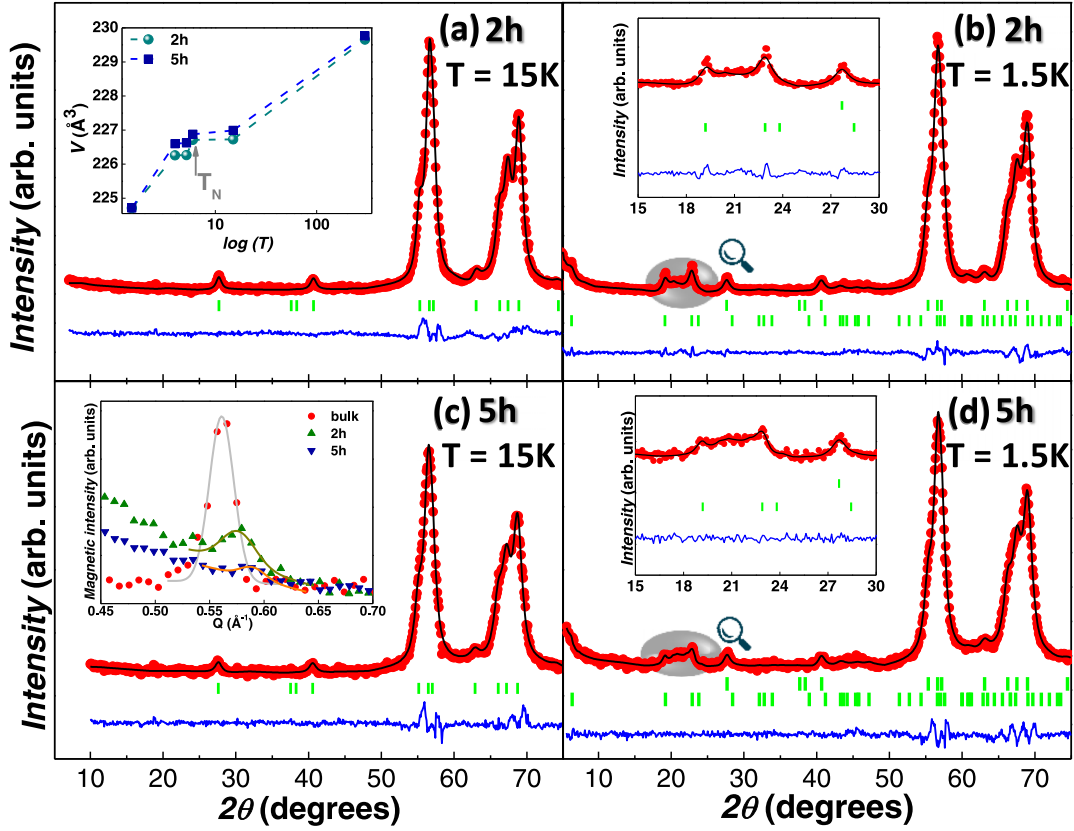 (a) 2h
T = 15K
Intensity (arb. units)
230
229
228
227
226
225
V (Å³)
2h
5h
T_N
10
100
log (T)
(b) 2h
T = 1.5K
Intensity (arb. units)
15 18 21 24 27 30
(c) 5h
T = 15K
Intensity (arb. units)
Magnetic intensity (arb. units)
bulk
2h
5h
0.45 0.50 0.55 0.60 0.65 0.70
Q (Å⁻¹)
10 20 30 40 50 60 70
2θ (degrees)
(d) 5h
T = 1.5K
Intensity (arb. units)
15 18 21 24 27 30
10 20 30 40 50 60 70
2θ (degrees)